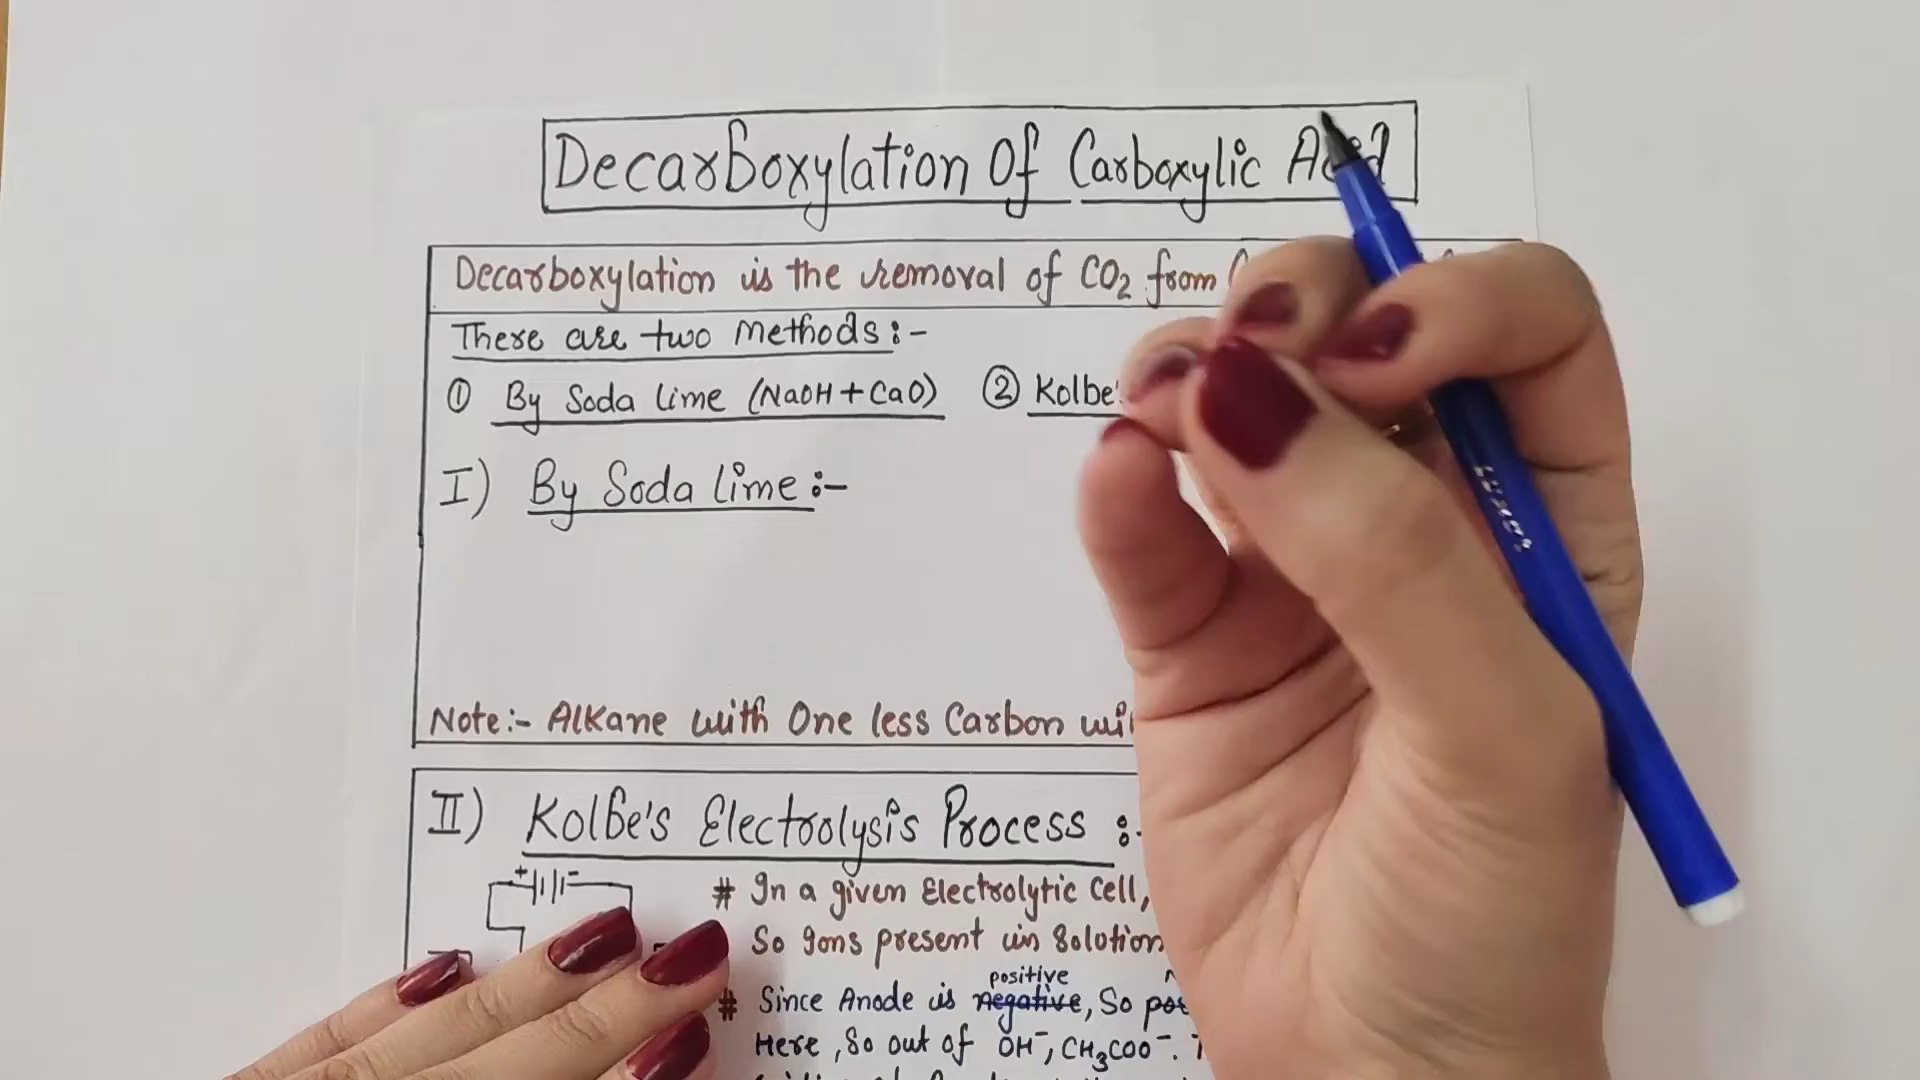 Decarboxylation Of Carboxylic Acid
Decarboxylation is the removal of CO₂ from
There are two Methods:-
① By Soda lime (NaOH+CaO) ② Kolbe's
I) By Soda lime:-
Note:- Alkane with One less Carbon
II) Kolbe's Electrolysis Process :-
+ -
# In a given Electrolytic Cell,
So Ions present in Solution
positive
# Since Anode is negative, So
Here, So out of OH⁻, CH₃COO⁻.